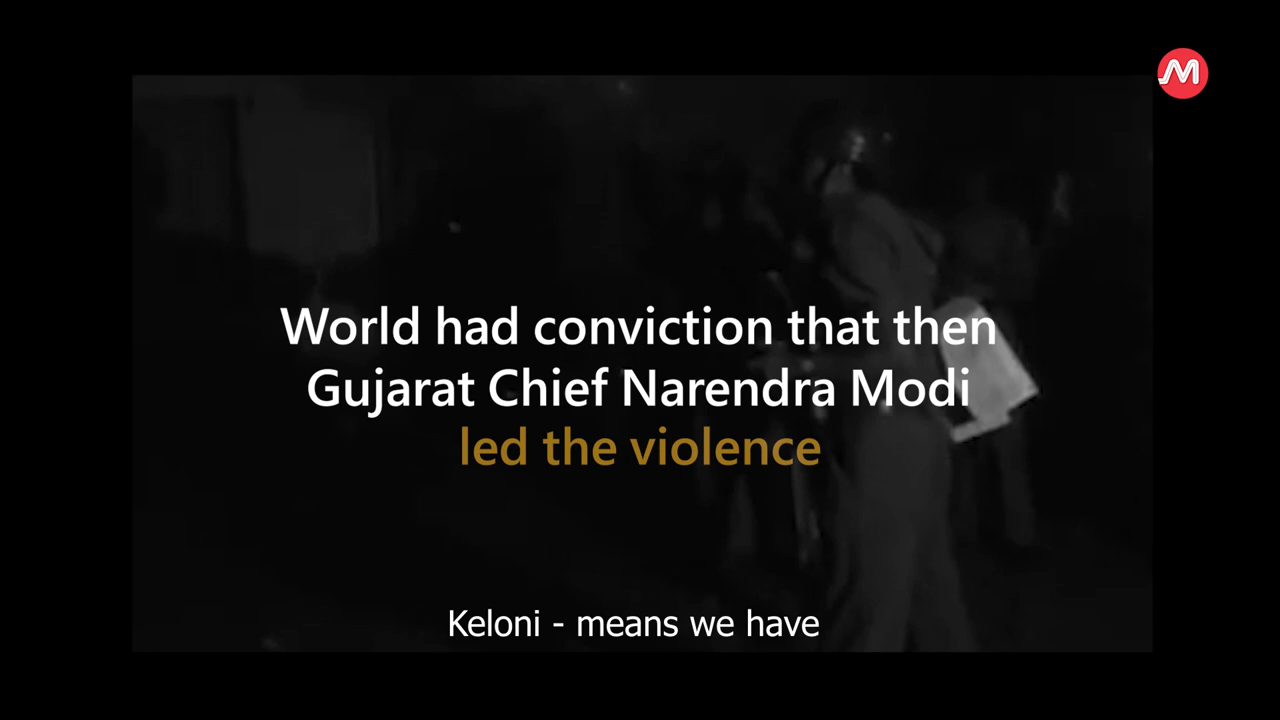 M
World had conviction that then
Gujarat Chief Narendra Modi
led the violence
Keloni - means we have